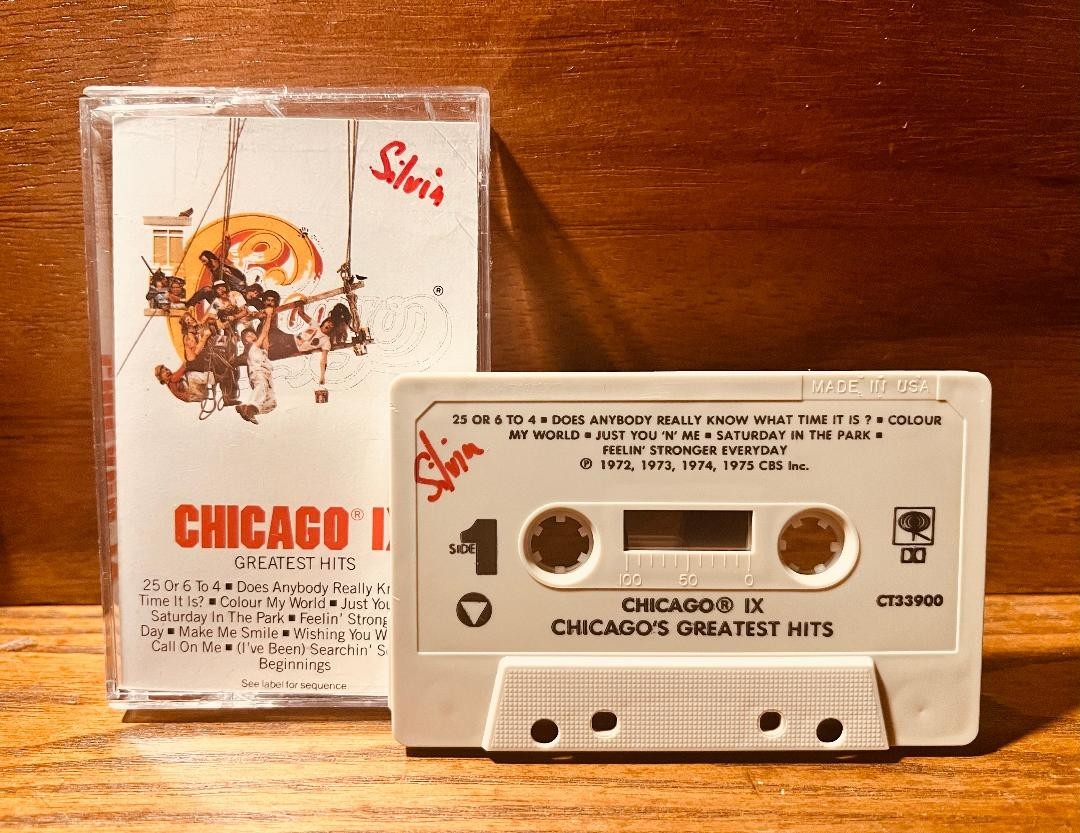 Silvia
®
CHICAGO® IX
GREATEST HITS
25 Or 6 To 4 ■ Does Anybody Really
Time It Is? ■ Colour My World ■ Just You
Saturday In The Park ■ Feelin'
Day ■ Make Me Smile ■ Wishing You
Call On Me ■ (I've Been) Searchin'
Beginnings
See label for sequence.
MADE IN USA
25 OR 6 TO 4 ■ DOES ANYBODY REALLY KNOW WHAT TIME IT IS ? ■ COLOUR
MY WORLD ■ JUST YOU 'N' ME ■ SATURDAY IN THE PARK ■
FEELIN' STRONGER EVERYDAY
℗ 1972, 1973, 1974, 1975 CBS Inc.
Silvia
SIDE 1
100 50 0
CHICAGO® IX
CHICAGO'S GREATEST HITS
CT33900